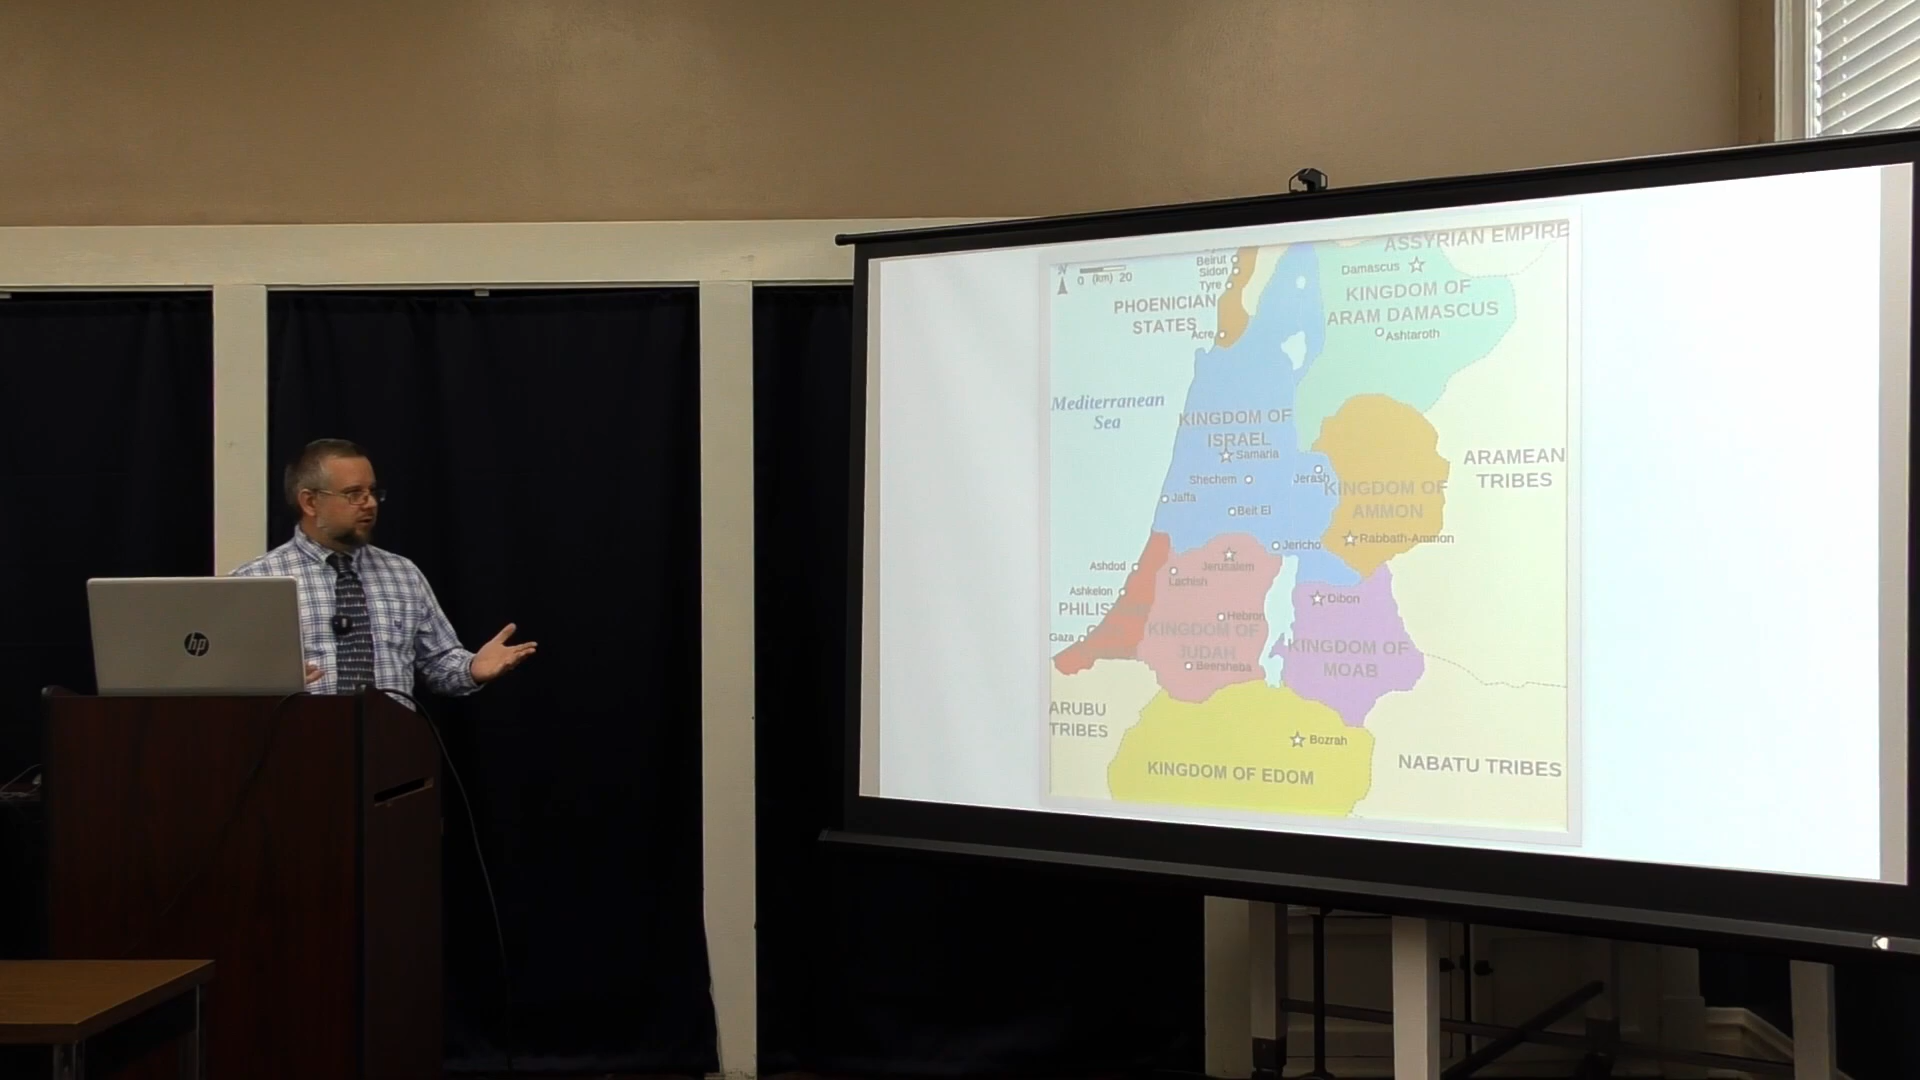 hp
ASSYRIAN EMPIRE
Beirut
Sidon
Tyre
N
0 (km) 20
Damascus
KINGDOM OF
ARAM DAMASCUS
Ashtaroth
PHOENICIAN
STATES
Acre
Mediterranean
Sea
KINGDOM OF
ISRAEL
Samaria
Shechem
Jerash
Jaffa
Beit El
KINGDOM OF
AMMON
Rabbath-Ammon
ARAMEAN
TRIBES
Jericho
Jerusalem
Ashdod
Lachish
Ashkelon
Dibon
Hebron
Gaza
KINGDOM OF
JUDAH
Beersheba
KINGDOM OF
MOAB
ARUBU
TRIBES
Bozrah
KINGDOM OF EDOM
NABATU TRIBES